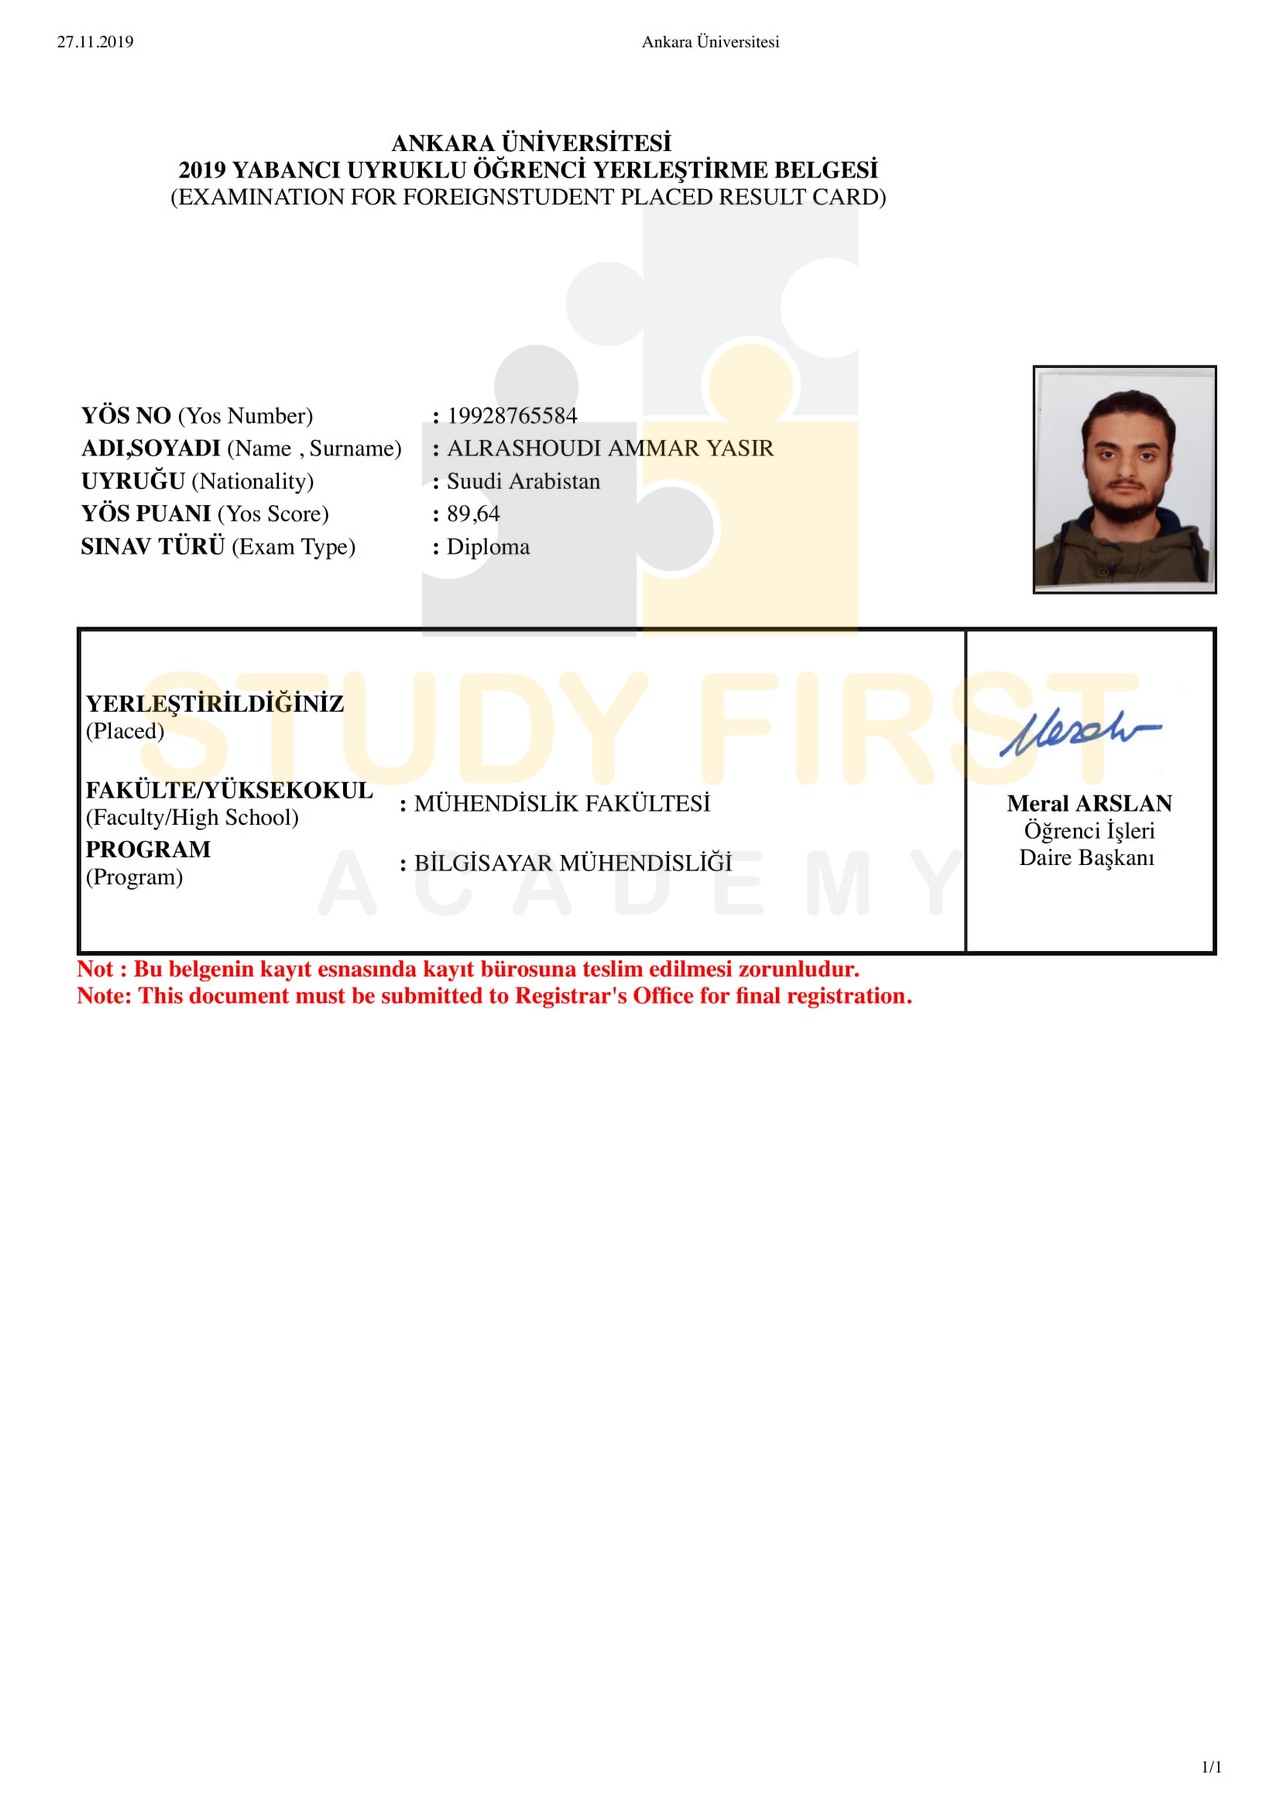 27.11.2019 Ankara Üniversitesi
ANKARA ÜNİVERSİTESİ
2019 YABANCI UYRUKLU ÖĞRENCİ YERLEŞTİRME BELGESİ
(EXAMINATION FOR FOREIGNSTUDENT PLACED RESULT CARD)
YÖS NO (Yos Number) : 19928765584
ADI,SOYADI (Name , Surname) : ALRASHOUDI AMMAR YASIR
UYRUĞU (Nationality) : Suudi Arabistan
YÖS PUANI (Yos Score) : 89,64
SINAV TÜRÜ (Exam Type) : Diploma
STUDY FIRST
ACADEMY
YERLEŞTİRİLDİĞİNİZ
(Placed)
FAKÜLTE/YÜKSEKOKUL
(Faculty/High School)
: MÜHENDİSLİK FAKÜLTESİ
PROGRAM
(Program)
: BİLGİSAYAR MÜHENDİSLİĞİ
Meral ARSLAN
Öğrenci İşleri
Daire Başkanı
Not : Bu belgenin kayıt esnasında kayıt bürosuna teslim edilmesi zorunludur.
Note: This document must be submitted to Registrar's Office for final registration.
1/1